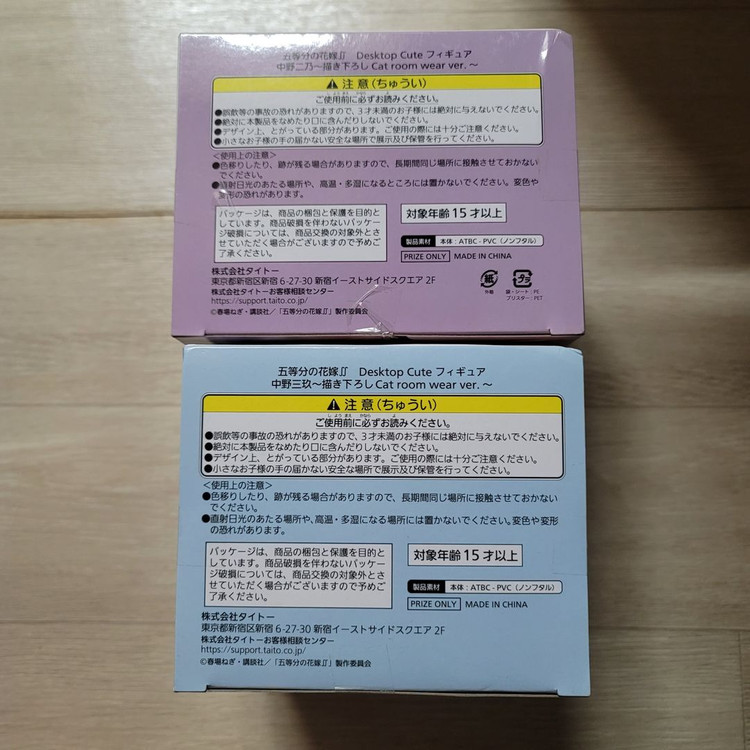 五等分の花嫁∬ Desktop Cute フィギュア
中野二乃～描き下ろしCat room wear ver.～
⚠注意(ちゅうい)
ご使用前に必ずお読みください。
●誤飲等の事故の恐れがありますので、3才未満のお子様には絶対に与えないでください。
●絶対に本製品をなめたり口に含んだりしないでください。
●デザイン上、とがっている部分があります。ご使用の際には十分ご注意ください。
●小さなお子様の手の届かない安全な場所で展示及び保管を行ってください。
<使用上の注意>
●色移りしたり、跡が残る場合がありますので、長期間同じ場所に接触させておかない
でください。
●直射日光のあたる場所や、高温・多湿になるところには置かないでください。変色や
変形の恐れがあります。
パッケージは、商品の梱包と保護を目的と
しています。商品破損を伴わないパッケー
ジ破損については、商品交換の対象外とさ
せていただく場合がございますので予めご
了承ください。
対象年齢15才以上
製品素材 本体:ATBC-PVC(ノンフタル)
PRIZE ONLY MADE IN CHINA
紙
外箱
プラ
袋・シート:PE
ブリスター:PET
株式会社タイトー
東京都新宿区新宿6-27-30 新宿イーストサイドスクエア 2F
株式会社タイトーお客様相談センター
https://support.taito.co.jp/
©春場ねぎ・講談社/「五等分の花嫁∬」製作委員会
五等分の花嫁∬ Desktop Cute フィギュア
中野三玖～描き下ろしCat room wear ver.～
⚠注意(ちゅうい)
しようまえ かなら よ
ご使用前に必ずお読みください。
●誤飲等の事故の恐れがありますので、3才未満のお子様には絶対に与えないでください。
●絶対に本製品をなめたり口に含んだりしないでください。
●デザイン上、とがっている部分があります。ご使用の際には十分ご注意ください。
●小さなお子様の手の届かない安全な場所で展示及び保管を行ってください。
<使用上の注意>
●色移りしたり、跡が残る場合がありますので、長期間同じ場所に接触させておかない
でください。
●直射日光のあたる場所や、高温・多湿になる場所には置かないでください。変色や変形
の恐れがあります。
パッケージは、商品の梱包と保護を目的と
しています。商品破損を伴わないパッケー
ジ破損については、商品交換の対象外とさ
せていただく場合がございますので予めご
了承ください。
対象年齢15才以上
製品素材 本体:ATBC-PVC(ノンフタル)
PRIZE ONLY MADE IN CHINA
株式会社タイトー
東京都新宿区新宿6-27-30 新宿イーストサイドスクエア 2F
株式会社タイトーお客様相談センター
https://support.taito.co.jp/
©春場ねぎ・講談社/「五等分の花嫁∬」製作委員会